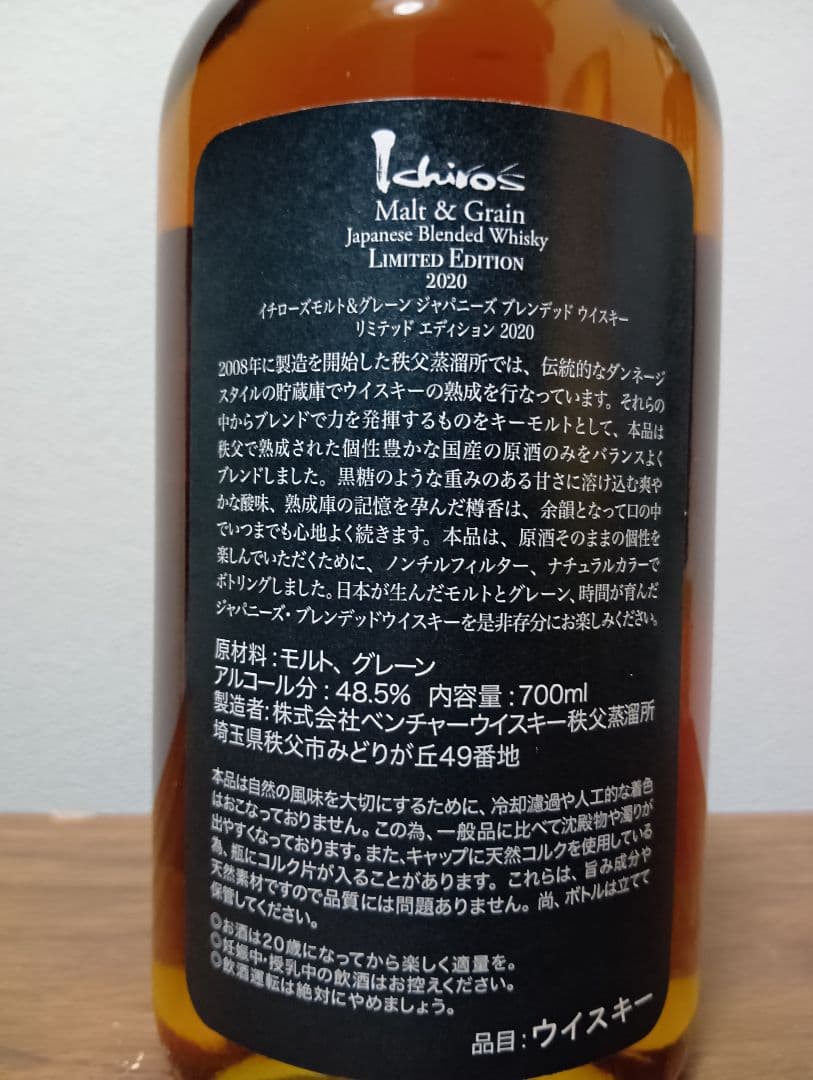 Ichiro's
Malt & Grain
Japanese Blended Whisky
LIMITED EDITION
2020
イチローズモルト&グレーン ジャパニーズ ブレンデッド ウイスキー
リミテッド エディション 2020
2008年に製造を開始した秩父蒸溜所では、伝統的なダンネージ
スタイルの貯蔵庫でウイスキーの熟成を行なっています。それらの
中からブレンドで力を発揮するものをキーモルトとして、本品は
秩父で熟成された個性豊かな国産の原酒のみをバランスよく
ブレンドしました。黒糖のような重みのある甘さに溶け込む爽や
かな酸味、熟成庫の記憶を孕んだ樽香は、余韻となって口の中
でいつまでも心地よく続きます。本品は、原酒そのままの個性を
楽しんでいただくために、ノンチルフィルター、ナチュラルカラーで
ボトリングしました。日本が生んだモルトとグレーン、時間が育んだ
ジャパニーズ・ブレンデッドウイスキーを是非存分にお楽しみください。
原材料:モルト、グレーン
アルコール分:48.5% 内容量:700ml
製造者:株式会社ベンチャーウイスキー秩父蒸溜所
埼玉県秩父市みどりが丘49番地
本品は自然の風味を大切にするために、冷却濾過や人工的な着色
はおこなっておりません。この為、一般品に比べて沈殿物や濁りが
出やすくなっております。また、キャップに天然コルクを使用している
為、瓶にコルク片が入ることがあります。これらは、旨み成分や
天然素材ですので品質には問題ありません。尚、ボトルは立てて
保管してください。
◎お酒は20歳になってから楽しく適量を。
◎妊娠中・授乳中の飲酒はお控えください。
◎飲酒運転は絶対にやめましょう。
品目:ウイスキー